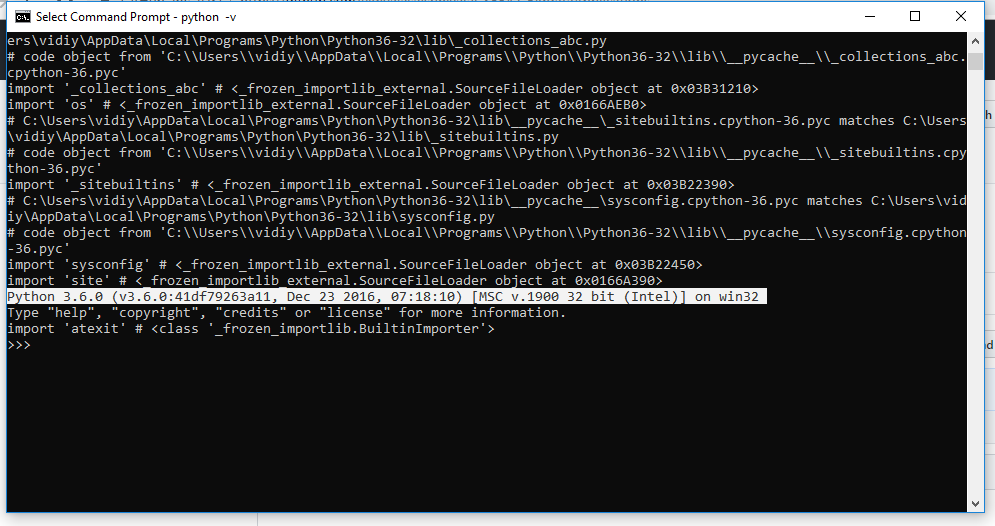 Select Command Prompt - python -v
ers\vidiy\AppData\Local\Programs\Python\Python36-32\lib\_collections_abc.py
# code object from 'C:\\Users\\vidiy\\AppData\\Local\\Programs\\Python\\Python36-32\\lib\\__pycache__\\_collections_abc.
cpython-36.pyc'
import '_collections_abc' # <_frozen_importlib_external.SourceFileLoader object at 0x03B31210>
import 'os' # <_frozen_importlib_external.SourceFileLoader object at 0x0166AEB0>
# C:\Users\vidiy\AppData\Local\Programs\Python\Python36-32\lib\__pycache__\_sitebuiltins.cpython-36.pyc matches C:\Users
\vidiy\AppData\Local\Programs\Python\Python36-32\lib\_sitebuiltins.py
# code object from 'C:\\Users\\vidiy\\AppData\\Local\\Programs\\Python\\Python36-32\\lib\\__pycache__\\_sitebuiltins.cpy
thon-36.pyc'
import '_sitebuiltins' # <_frozen_importlib_external.SourceFileLoader object at 0x03B22390>
# C:\Users\vidiy\AppData\Local\Programs\Python\Python36-32\lib\__pycache__\sysconfig.cpython-36.pyc matches C:\Users\vid
iy\AppData\Local\Programs\Python\Python36-32\lib\sysconfig.py
# code object from 'C:\\Users\\vidiy\\AppData\\Local\\Programs\\Python\\Python36-32\\lib\\__pycache__\\sysconfig.cpython
-36.pyc'
import 'sysconfig' # <_frozen_importlib_external.SourceFileLoader object at 0x03B22450>
import 'site' # <_frozen_importlib_external.SourceFileLoader object at 0x0166A390>
Python 3.6.0 (v3.6.0:41df79263a11, Dec 23 2016, 07:18:10) [MSC v.1900 32 bit (Intel)] on win32
Type "help", "copyright", "credits" or "license" for more information.
import 'atexit' # <class '_frozen_importlib.BuiltinImporter'>
>>>